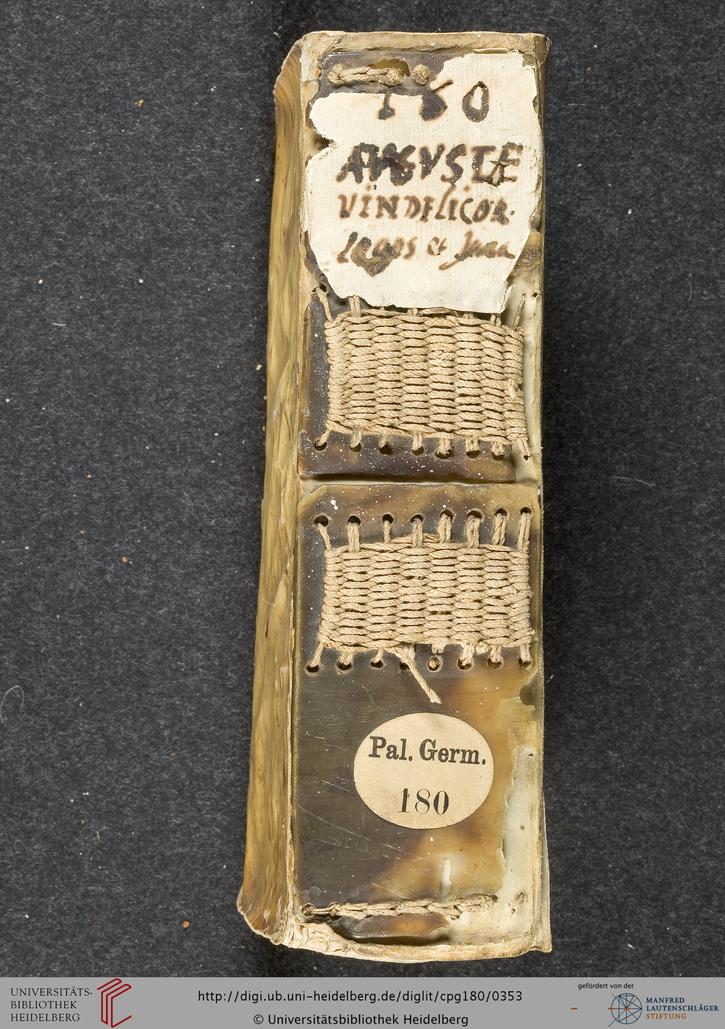 180
AVGVSTE
VINDELICOR.
leges et Jura
Pal. Germ.
180
UNIVERSITÄTS-
BIBLIOTHEK
HEIDELBERG
http://digi.ub.uni-heidelberg.de/diglit/cpg180/0353
© Universitätsbibliothek Heidelberg
gefördert von der
MANFRED
LAUTENSCHLÄGER
STIFTUNG